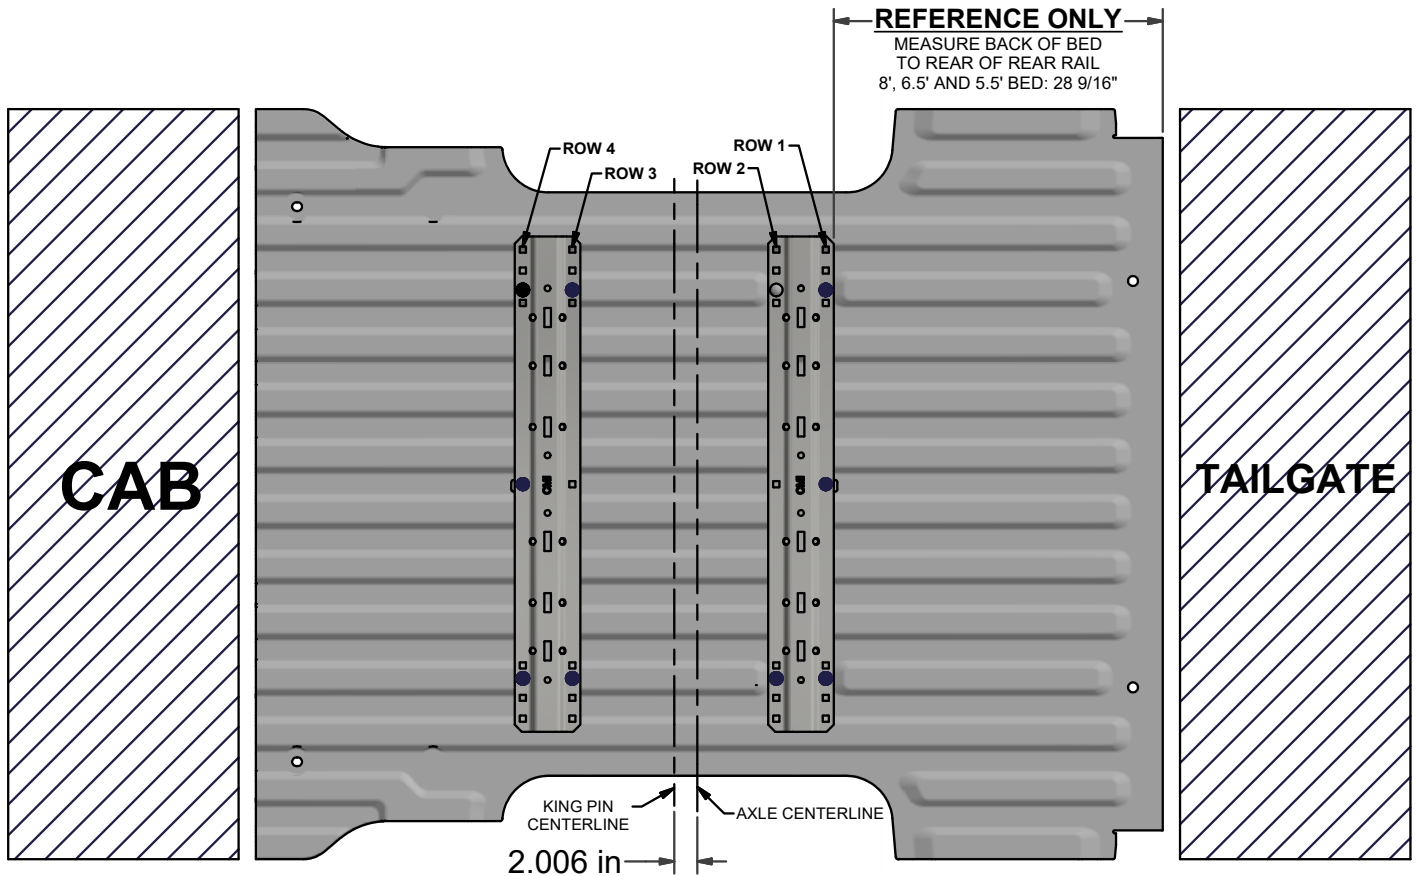 REFERENCE ONLY
MEASURE BACK OF BED
TO REAR OF REAR RAIL
8', 6.5' AND 5.5' BED: 28 9/16"
ROW 4
ROW 3
ROW 1
ROW 2
CAB
TAILGATE
KING PIN
CENTERLINE
AXLE CENTERLINE
2.006 in